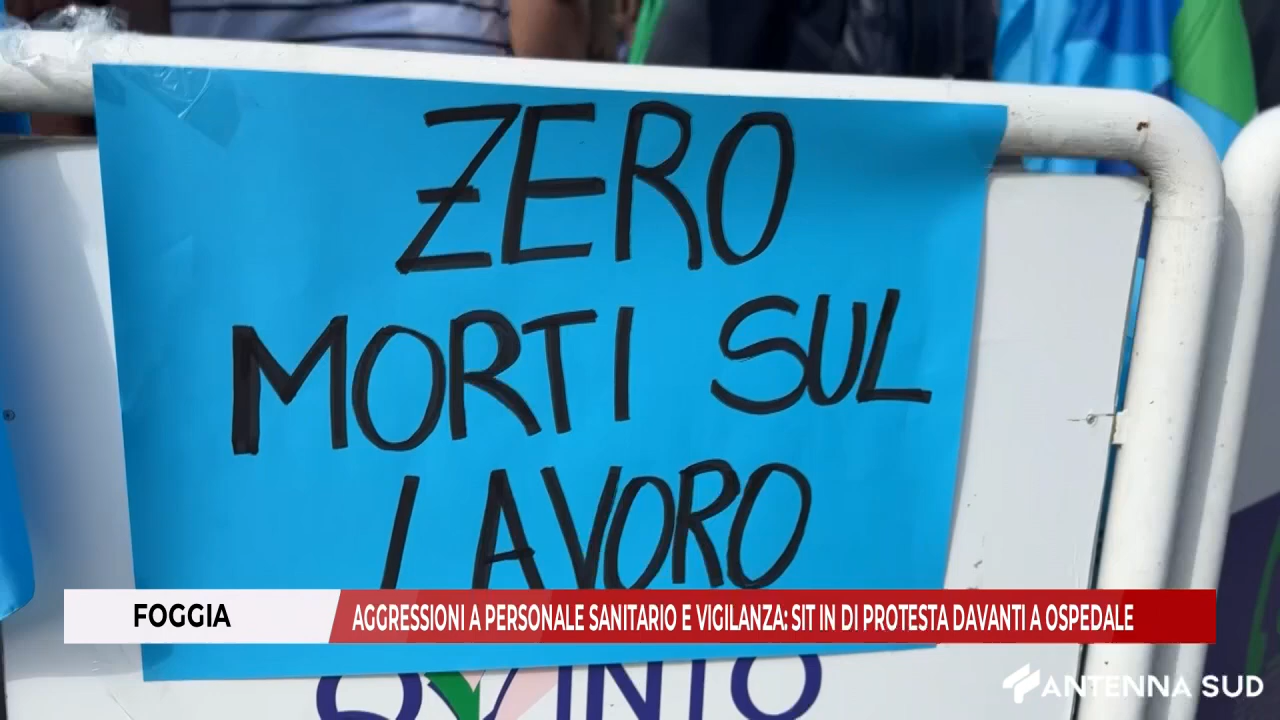 ZERO
MORTI SUL
LAVORO
FOGGIA
AGGRESSIONI A PERSONALE SANITARIO E VIGILANZA: SIT IN DI PROTESTA DAVANTI A OSPEDALE
ANTENNA SUD